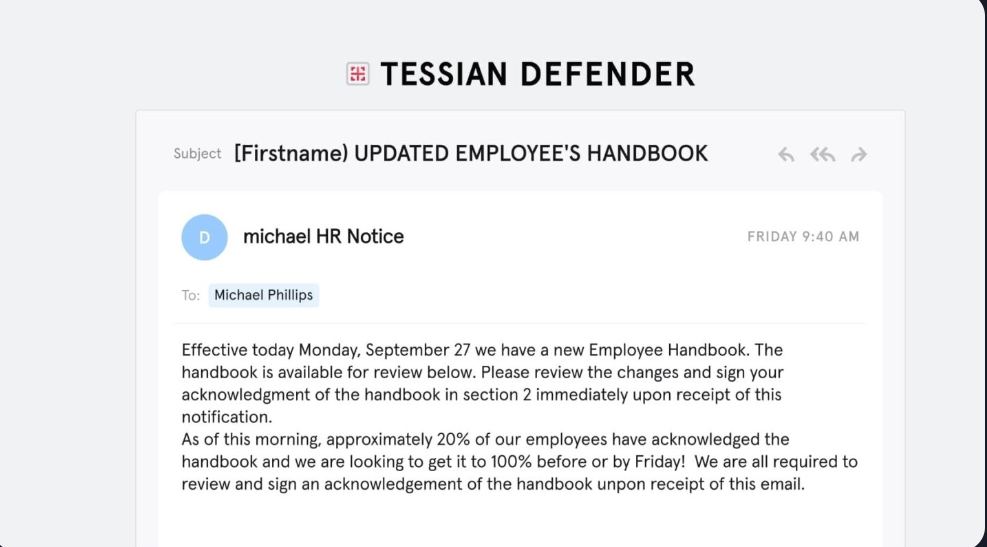 TESSIAN DEFENDER
Subject [Firstname) UPDATED EMPLOYEE'S HANDBOOK
D michael HR Notice FRIDAY 9:40 AM
To: Michael Phillips
Effective today Monday, September 27 we have a new Employee Handbook. The
handbook is available for review below. Please review the changes and sign your
acknowledgment of the handbook in section 2 immediately upon receipt of this
notification.
As of this morning, approximately 20% of our employees have acknowledged the
handbook and we are looking to get it to 100% before or by Friday! We are all required to
review and sign an acknowledgement of the handbook unpon receipt of this email.